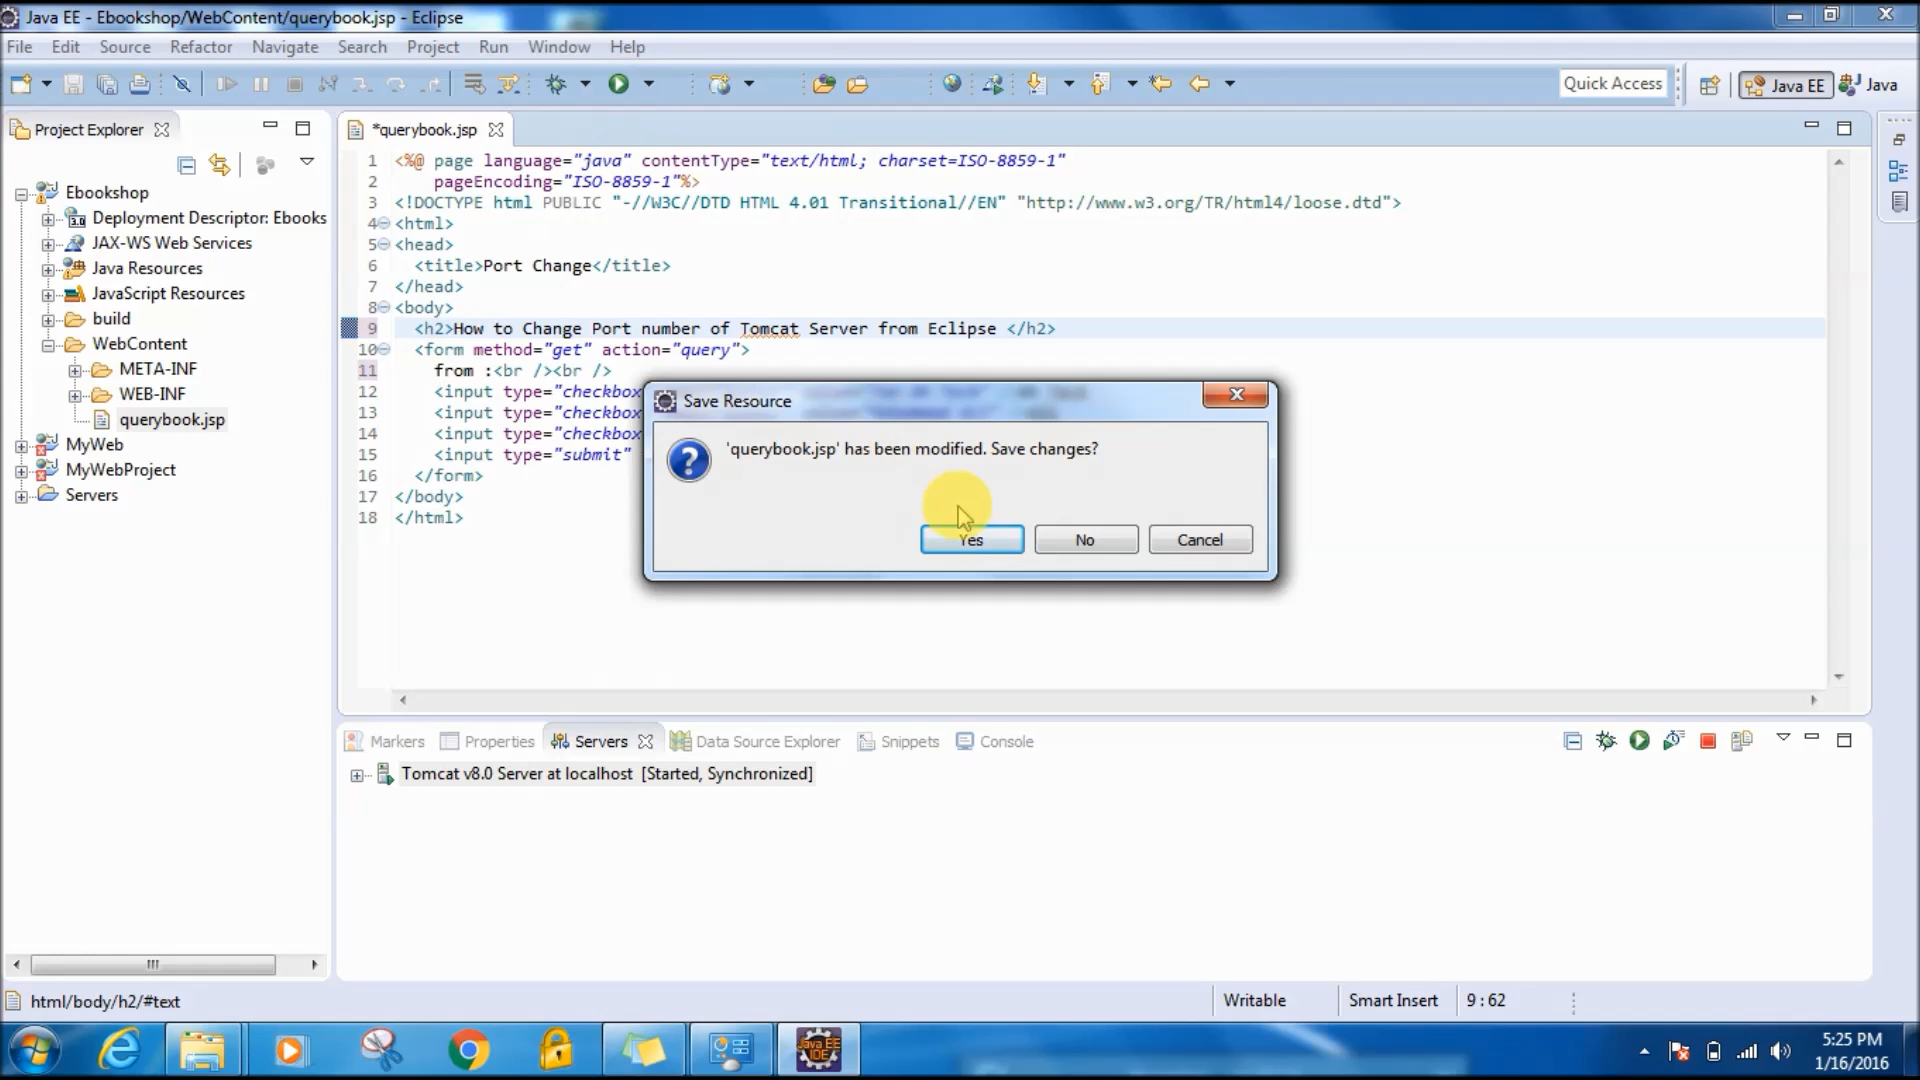 Java EE - Ebookshop/WebContent/querybook.jsp - Eclipse
File Edit Source Refactor Navigate Search Project Run Window Help
Quick Access
Java EE
Java
Project Explorer
Ebookshop
3.0
Deployment Descriptor: Ebooks
JAX-WS Web Services
Java Resources
JavaScript Resources
build
WebContent
META-INF
WEB-INF
querybook.jsp
MyWeb
MyWebProject
Servers
*querybook.jsp
1 <%@ page language="java" contentType="text/html; charset=ISO-8859-1"
2 pageEncoding="ISO-8859-1"%>
3 <!DOCTYPE html PUBLIC "-//W3C//DTD HTML 4.01 Transitional//EN" "http://www.w3.org/TR/html4/loose.dtd">
4 <html>
5 <head>
6 <title>Port Change</title>
7 </head>
8 <body>
9 <h2>How to Change Port number of Tomcat Server from Eclipse </h2>
10 <form method="get" action="query">
11 from :<br /><br />
12 <input type="checkbox
13 <input type="checkbox
14 <input type="checkbox
15 <input type="submit"
16 </form>
17 </body>
18 </html>
Save Resource
'querybook.jsp' has been modified. Save changes?
Yes No Cancel
Markers Properties Servers Data Source Explorer Snippets Console
Tomcat v8.0 Server at localhost [Started, Synchronized]
html/body/h2/#text
Writable Smart Insert 9 : 62
Java EE
IDE
5:25 PM
1/16/2016